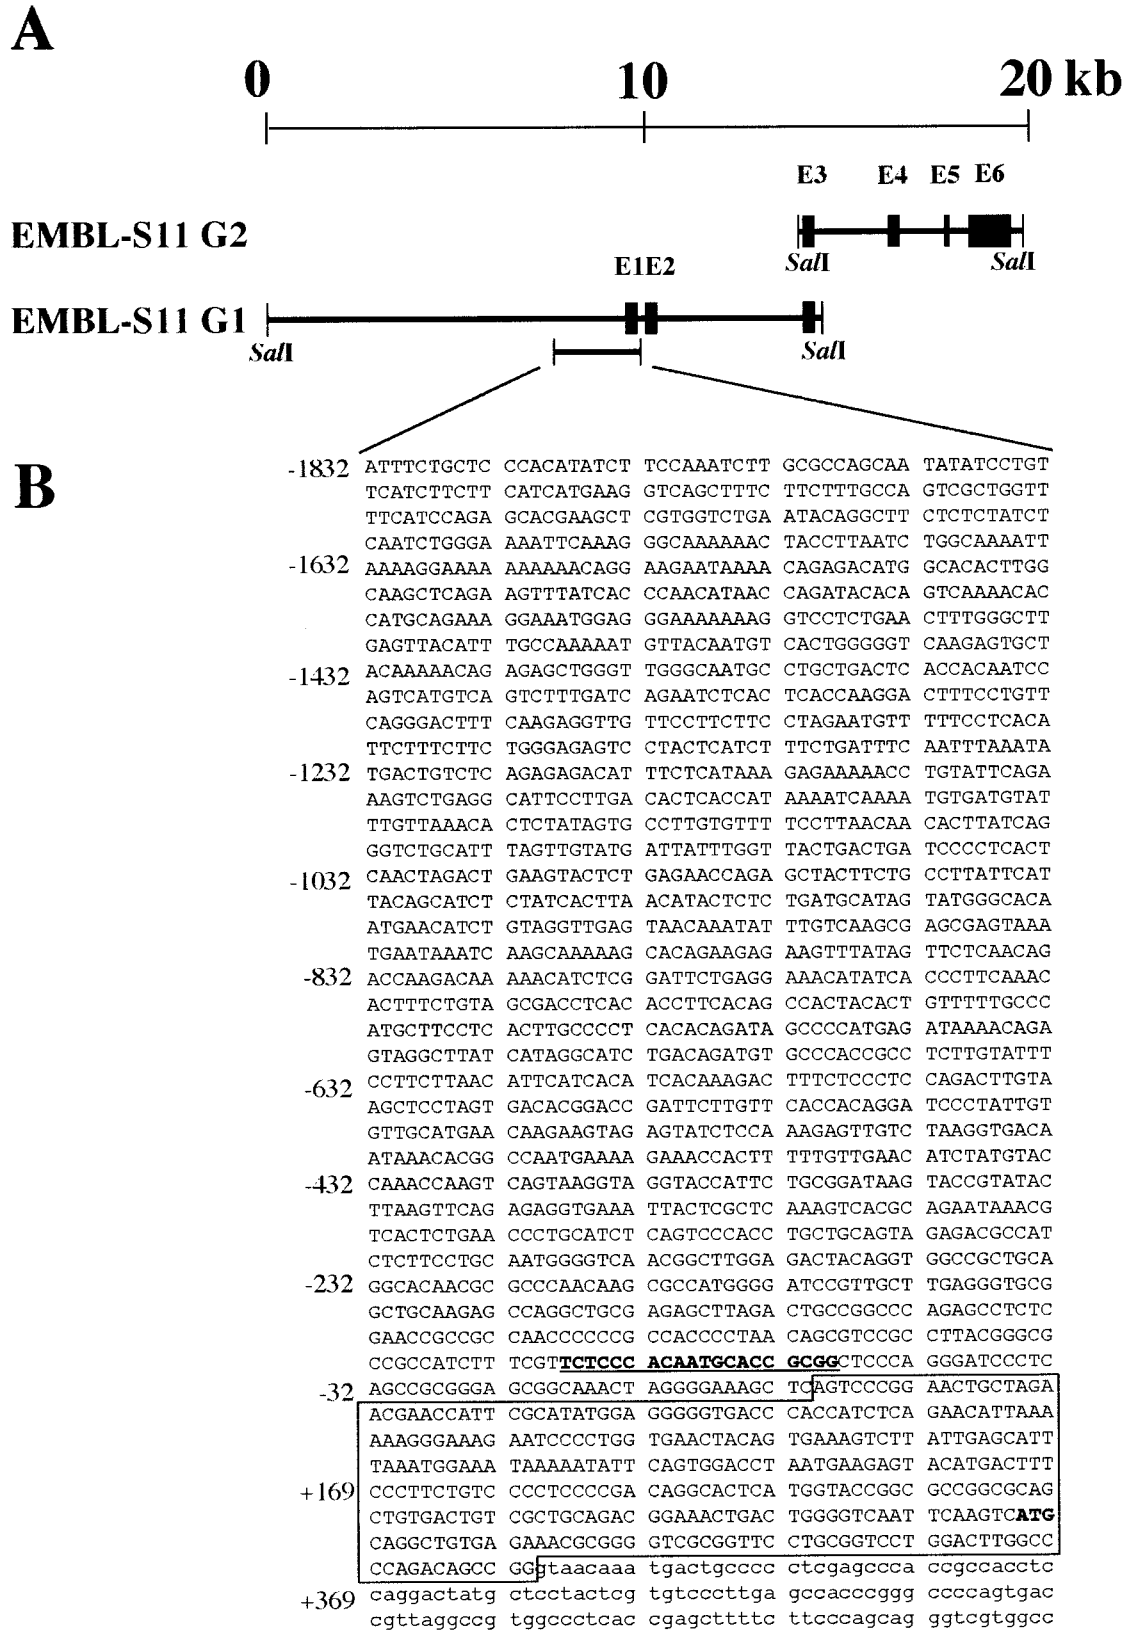 A
0 10 20 kb
E3 E4 E5 E6
EMBL-S11 G2
SalI SalI
E1E2
EMBL-S11 G1
SalI SalI
B
-1832 ATTTCTGCTC CCACATATCT TCCAAATCTT GCGCCAGCAA TATATCCTGT
TCATCTTCTT CATCATGAAG GTCAGCTTTC TTCTTTGCCA GTCGCTGGTT
TTCATCCAGA GCACGAAGCT CGTGGTCTGA ATACAGGCTT CTCTCTATCT
CAATCTGGGA AAATTCAAAG GGCAAAAAAC TACCTTAATC TGGCAAAATT
-1632 AAAAGGAAAA AAAAAACAGG AAGAATAAAA CAGAGACATG GCACACTTGG
CAAGCTCAGA AGTTTATCAC CCAACATAAC CAGATACACA GTCAAAACAC
CATGCAGAAA GGAAATGGAG GGAAAAAAAG GTCCTCTGAA CTTTGGGCTT
GAGTTACATT TGCCAAAAAT GTTACAATGT CACTGGGGGT CAAGAGTGCT
-1432 ACAAAAACAG AGAGCTGGGT TGGGCAATGC CTGCTGACTC ACCACAATCC
AGTCATGTCA GTCTTTGATC AGAATCTCAC TCACCAAGGA CTTTCCTGTT
CAGGGACTTT CAAGAGGTTG TTCCTTCTTC CTAGAATGTT TTTCCTCACA
TTCTTTCTTC TGGGAGAGTC CTACTCATCT TTCTGATTTC AATTTAAATA
-1232 TGACTGTCTC AGAGAGACAT TTCTCATAAA GAGAAAAACC TGTATTCAGA
AAGTCTGAGG CATTCCTTGA CACTCACCAT AAAATCAAAA TGTGATGTAT
TTGTTAAACA CTCTATAGTG CCTTGTGTTT TCCTTAACAA CACTTATCAG
GGTCTGCATT TAGTTGTATG ATTATTTGGT TACTGACTGA TCCCCTCACT
-1032 CAACTAGACT GAAGTACTCT GAGAACCAGA GCTACTTCTG CCTTATTCAT
TACAGCATCT CTATCACTTA ACATACTCTC TGATGCATAG TATGGGCACA
ATGAACATCT GTAGGTTGAG TAACAAATAT TTGTCAAGCG AGCGAGTAAA
TGAATAAATC AAGCAAAAAG CACAGAAGAG AAGTTTATAG TTCTCAACAG
-832 ACCAAGACAA AAACATCTCG GATTCTGAGG AAACATATCA CCCTTCAAAC
ACTTTCTGTA GCGACCTCAC ACCTTCACAG CCACTACACT GTTTTTGCCC
ATGCTTCCTC ACTTGCCCCT CACACAGATA GCCCCATGAG ATAAAACAGA
GTAGGCTTAT CATAGGCATC TGACAGATGT GCCCACCGCC TCTTGTATTT
-632 CCTTCTTAAC ATTCATCACA TCACAAAGAC TTTCTCCCTC CAGACTTGTA
AGCTCCTAGT GACACGGACC GATTCTTGTT CACCACAGGA TCCCTATTGT
GTTGCATGAA CAAGAAGTAG AGTATCTCCA AAGAGTTGTC TAAGGTGACA
ATAAACACGG CCAATGAAAA GAAACCACTT TTTGTTGAAC ATCTATGTAC
-432 CAAACCAAGT CAGTAAGGTA GGTACCATTC TGCGGATAAG TACCGTATAC
TTAAGTTCAG AGAGGTGAAA TTACTCGCTC AAAGTCACGC AGAATAAACG
TCACTCTGAA CCCTGCATCT CAGTCCCACC TGCTGCAGTA GAGACGCCAT
CTCTTCCTGC AATGGGGTCA ACGGCTTGGA GACTACAGGT GGCCGCTGCA
-232 GGCACAACGC GCCCAACAAG CGCCATGGGG ATCCGTTGCT TGAGGGTGCG
GCTGCAAGAG CCAGGCTGCG AGAGCTTAGA CTGCCGGCCC AGAGCCTCTC
GAACCGCCGC CAACCCCCCG CCACCCCTAA CAGCGTCCGC CTTACGGGCG
CCGCCATCTT TCGTTCTCCC ACAATGCACC GCGGCTCCCA GGGATCCCTC
-32 AGCCGCGGGA GCGGCAAACT AGGGGAAAGC TCAGTCCCGG AACTGCTAGA
ACGAACCATT CGCATATGGA GGGGGTGACC CACCATCTCA GAACATTAAA
AAAGGGAAAG AATCCCCTGG TGAACTACAG TGAAAGTCTT ATTGAGCATT
TAAATGGAAA TAAAAATATT CAGTGGACCT AATGAAGAGT ACATGACTTT
+169 CCCTTCTGTC CCCTCCCCGA CAGGCACTCA TGGTACCGGC GCCGGCGCAG
CTGTGACTGT CGCTGCAGAC GGAAACTGAC TGGGGTCAAT TCAAGTCATG
CAGGCTGTGA GAAACGCGGG GTCGCGGTTC CTGCGGTCCT GGACTTGGCC
CCAGACAGCC GGgtaacaaa tgactgcccc ctcgagccca ccgccacctc
+369 caggactatg ctcctactcg tgtcccttga gccacccggg ccccagtgac
cgttaggccg tggccctcac cgagcttttc ttcccagcag ggtcgtggcc